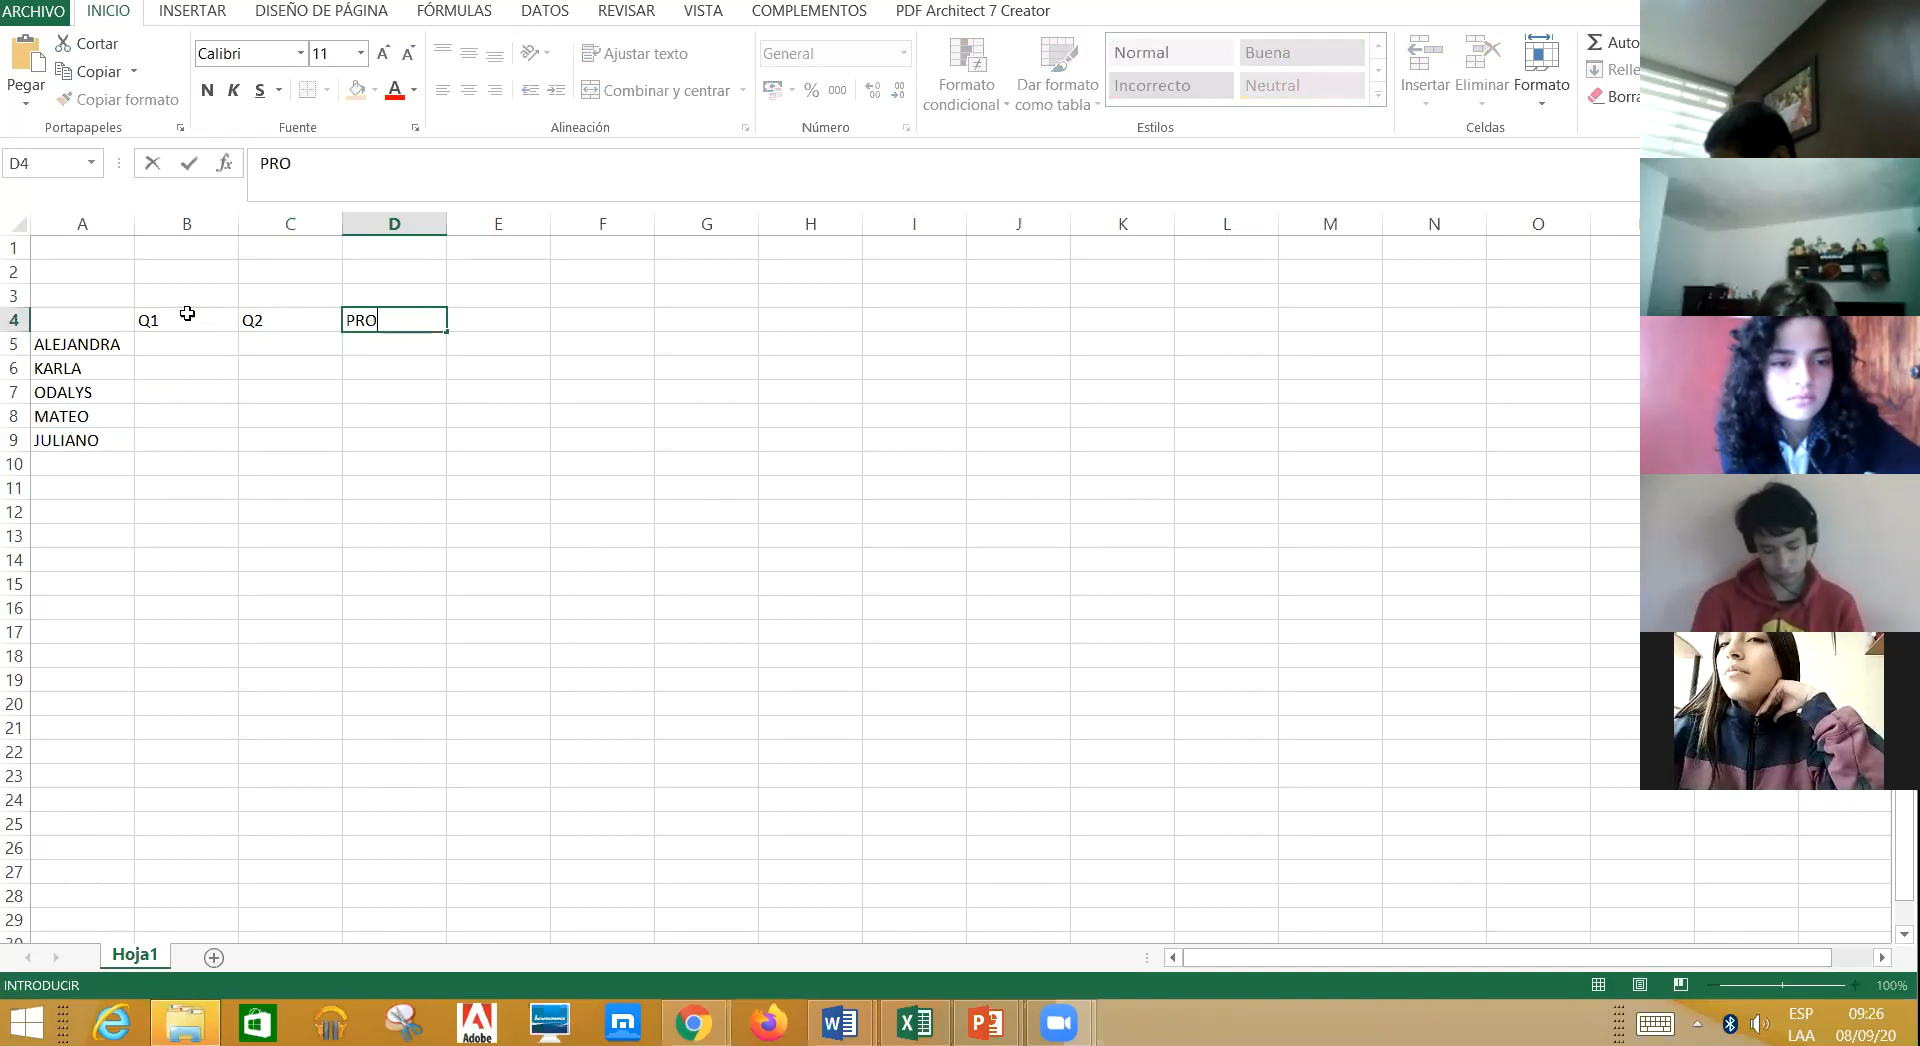 ARCHIVO INICIO INSERTAR DISEÑO DE PÁGINA FÓRMULAS DATOS REVISAR VISTA COMPLEMENTOS PDF Architect 7 Creator
Pegar
Cortar
Copiar
Copiar formato
Portapapeles
Calibri 11
N K S
Fuente
Ajustar texto
Combinar y centrar
Alineación
General
% 000
Número
Formato condicional
Dar formato como tabla
Normal Buena
Incorrecto Neutral
Estilos
Insertar Eliminar Formato
Celdas
Auto
Relle
Borra
D4 fx PRO
A B C D E F G H I J K L M N O
1
2
3
4 Q1 Q2 PRO
5 ALEJANDRA
6 KARLA
7 ODALYS
8 MATEO
9 JULIANO
10
11
12
13
14
15
16
17
18
19
20
21
22
23
24
25
26
27
28
29
Hoja1
INTRODUCIR 100%
Adobe
ESP 09:26
LAA 08/09/20